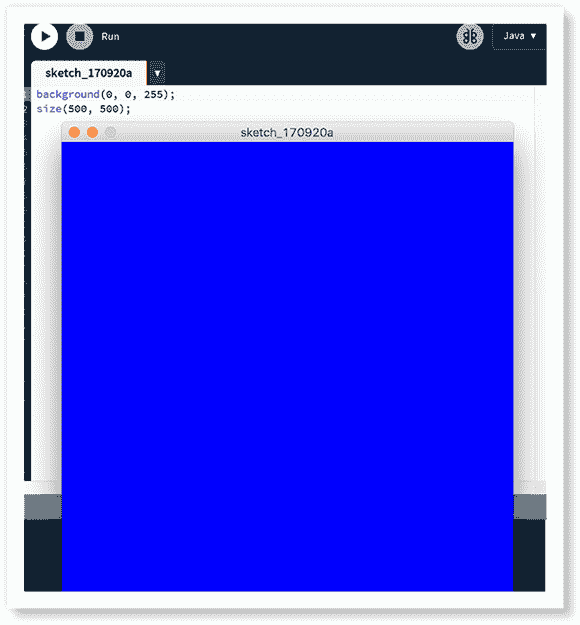 Run
Java ▼
sketch_170920a ▼
background(0, 0, 255);
size(500, 500);
sketch_170920a